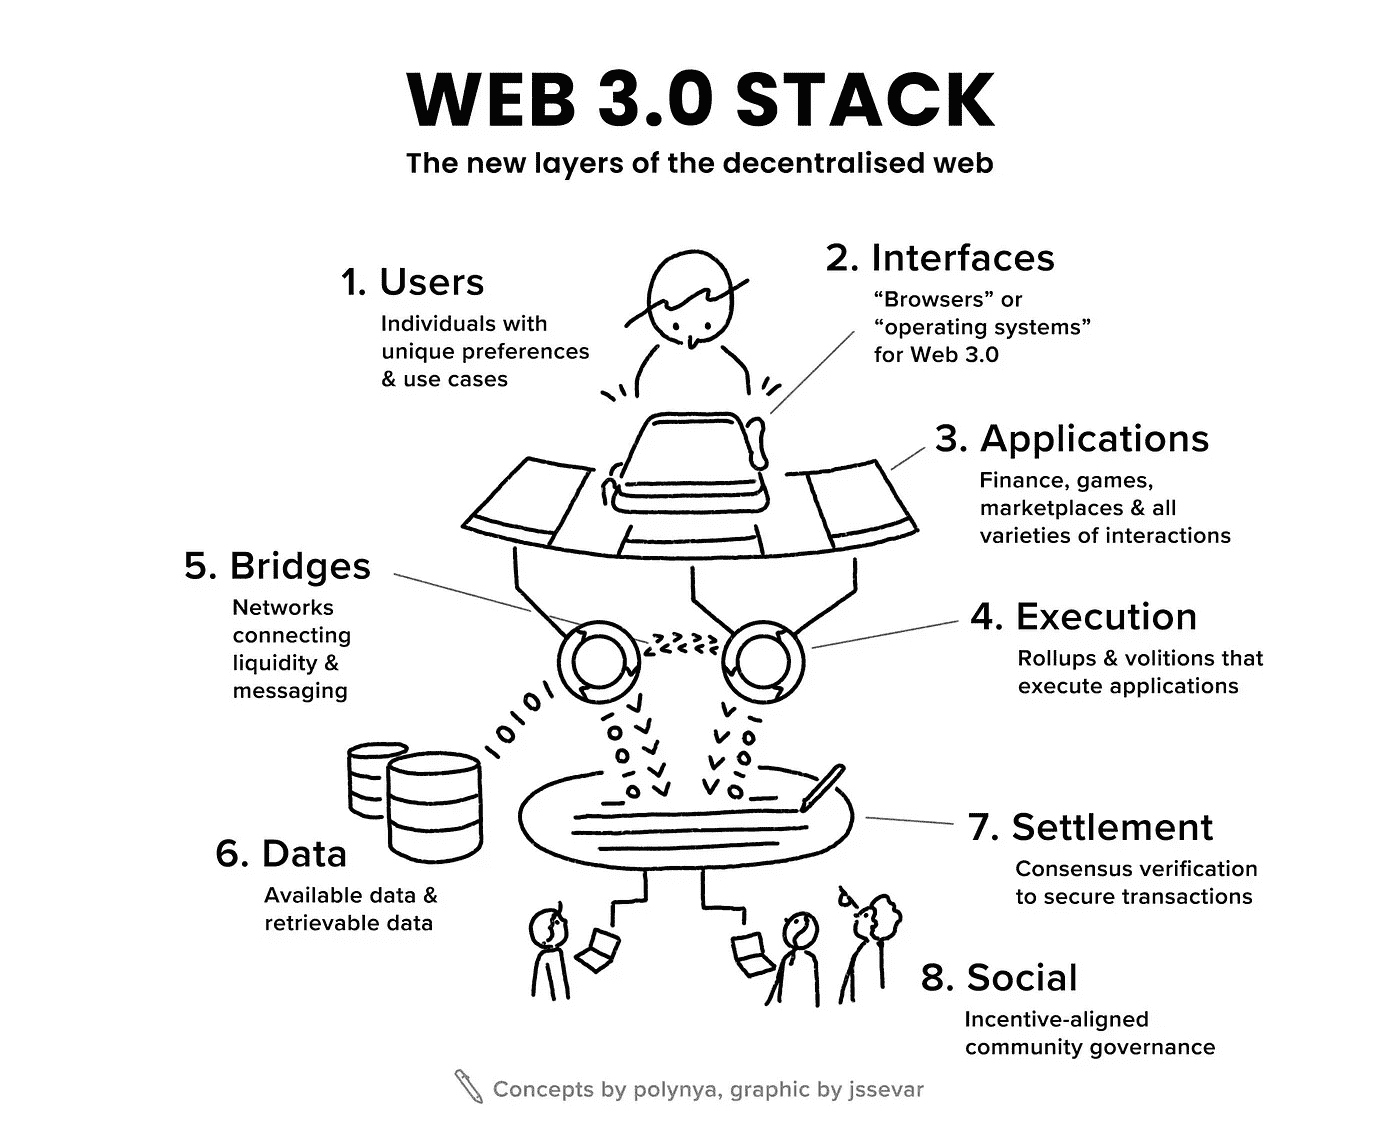 WEB 3.0 STACK
The new layers of the decentralised web
1. Users
Individuals with
unique preferences
& use cases
2. Interfaces
“Browsers” or
“operating systems”
for Web 3.0
3. Applications
Finance, games,
marketplaces & all
varieties of interactions
4. Execution
Rollups & volitions that
execute applications
5. Bridges
Networks
connecting
liquidity &
messaging
10101
6. Data
Available data &
retrievable data
7. Settlement
Consensus verification
to secure transactions
8. Social
Incentive-aligned
community governance
Concepts by polynya, graphic by jssevar